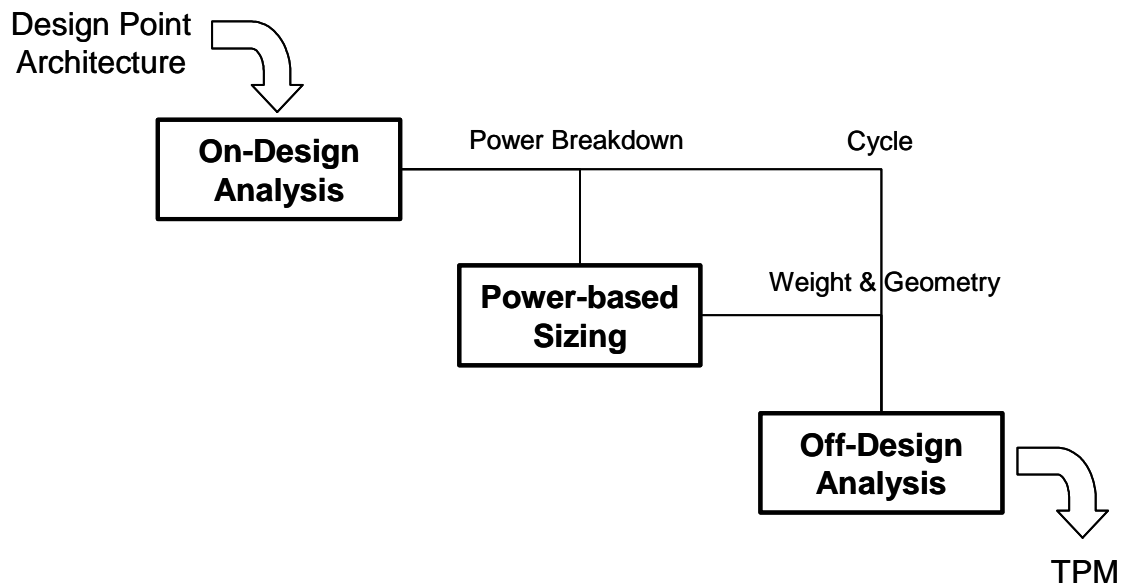 Design Point
Architecture
On-Design
Analysis
Power Breakdown
Cycle
Power-based
Sizing
Weight & Geometry
Off-Design
Analysis
TPM